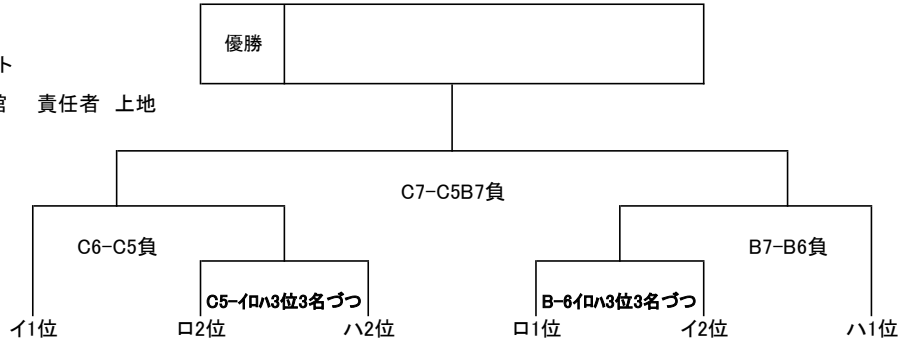 優勝
ト
館 責任者 上地
C7-C5B7負
C6-C5負
B7-B6負
C5-イロハ3位3名づつ
B-6イロハ3位3名づつ
イ1位
ロ2位
ハ2位
ロ1位
イ2位
ハ1位